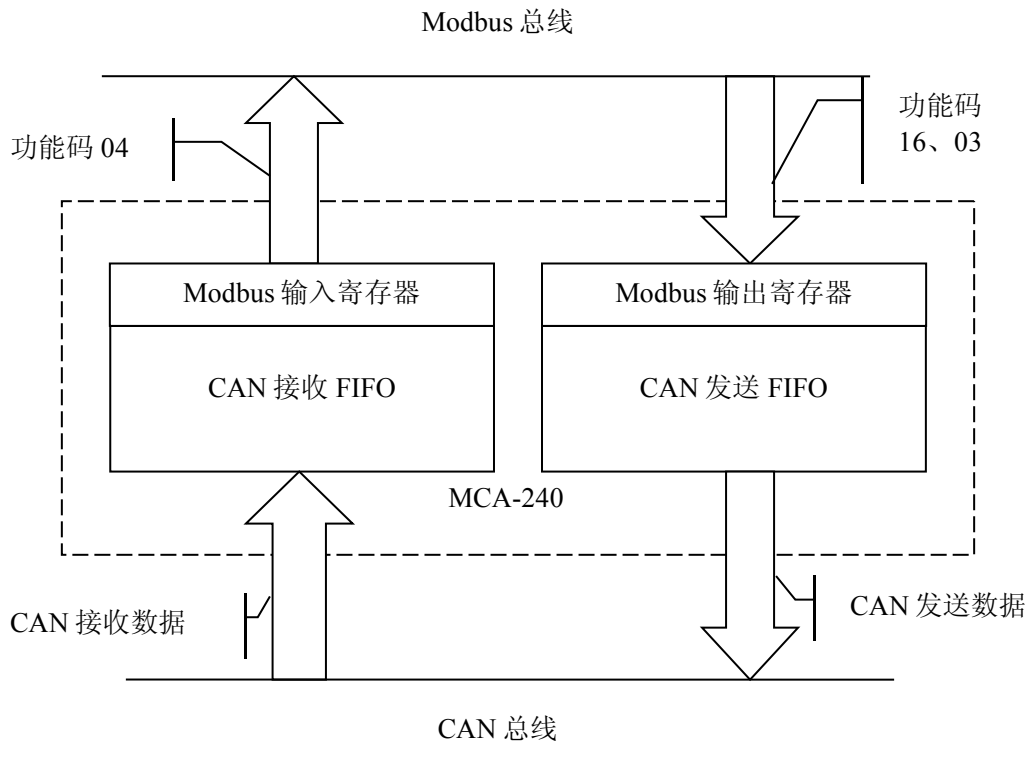 Modbus 总线
功能码 04
功能码
16、03
Modbus 输入寄存器
Modbus 输出寄存器
CAN 接收 FIFO
CAN 发送 FIFO
MCA-240
CAN 接收数据
CAN 发送数据
CAN 总线